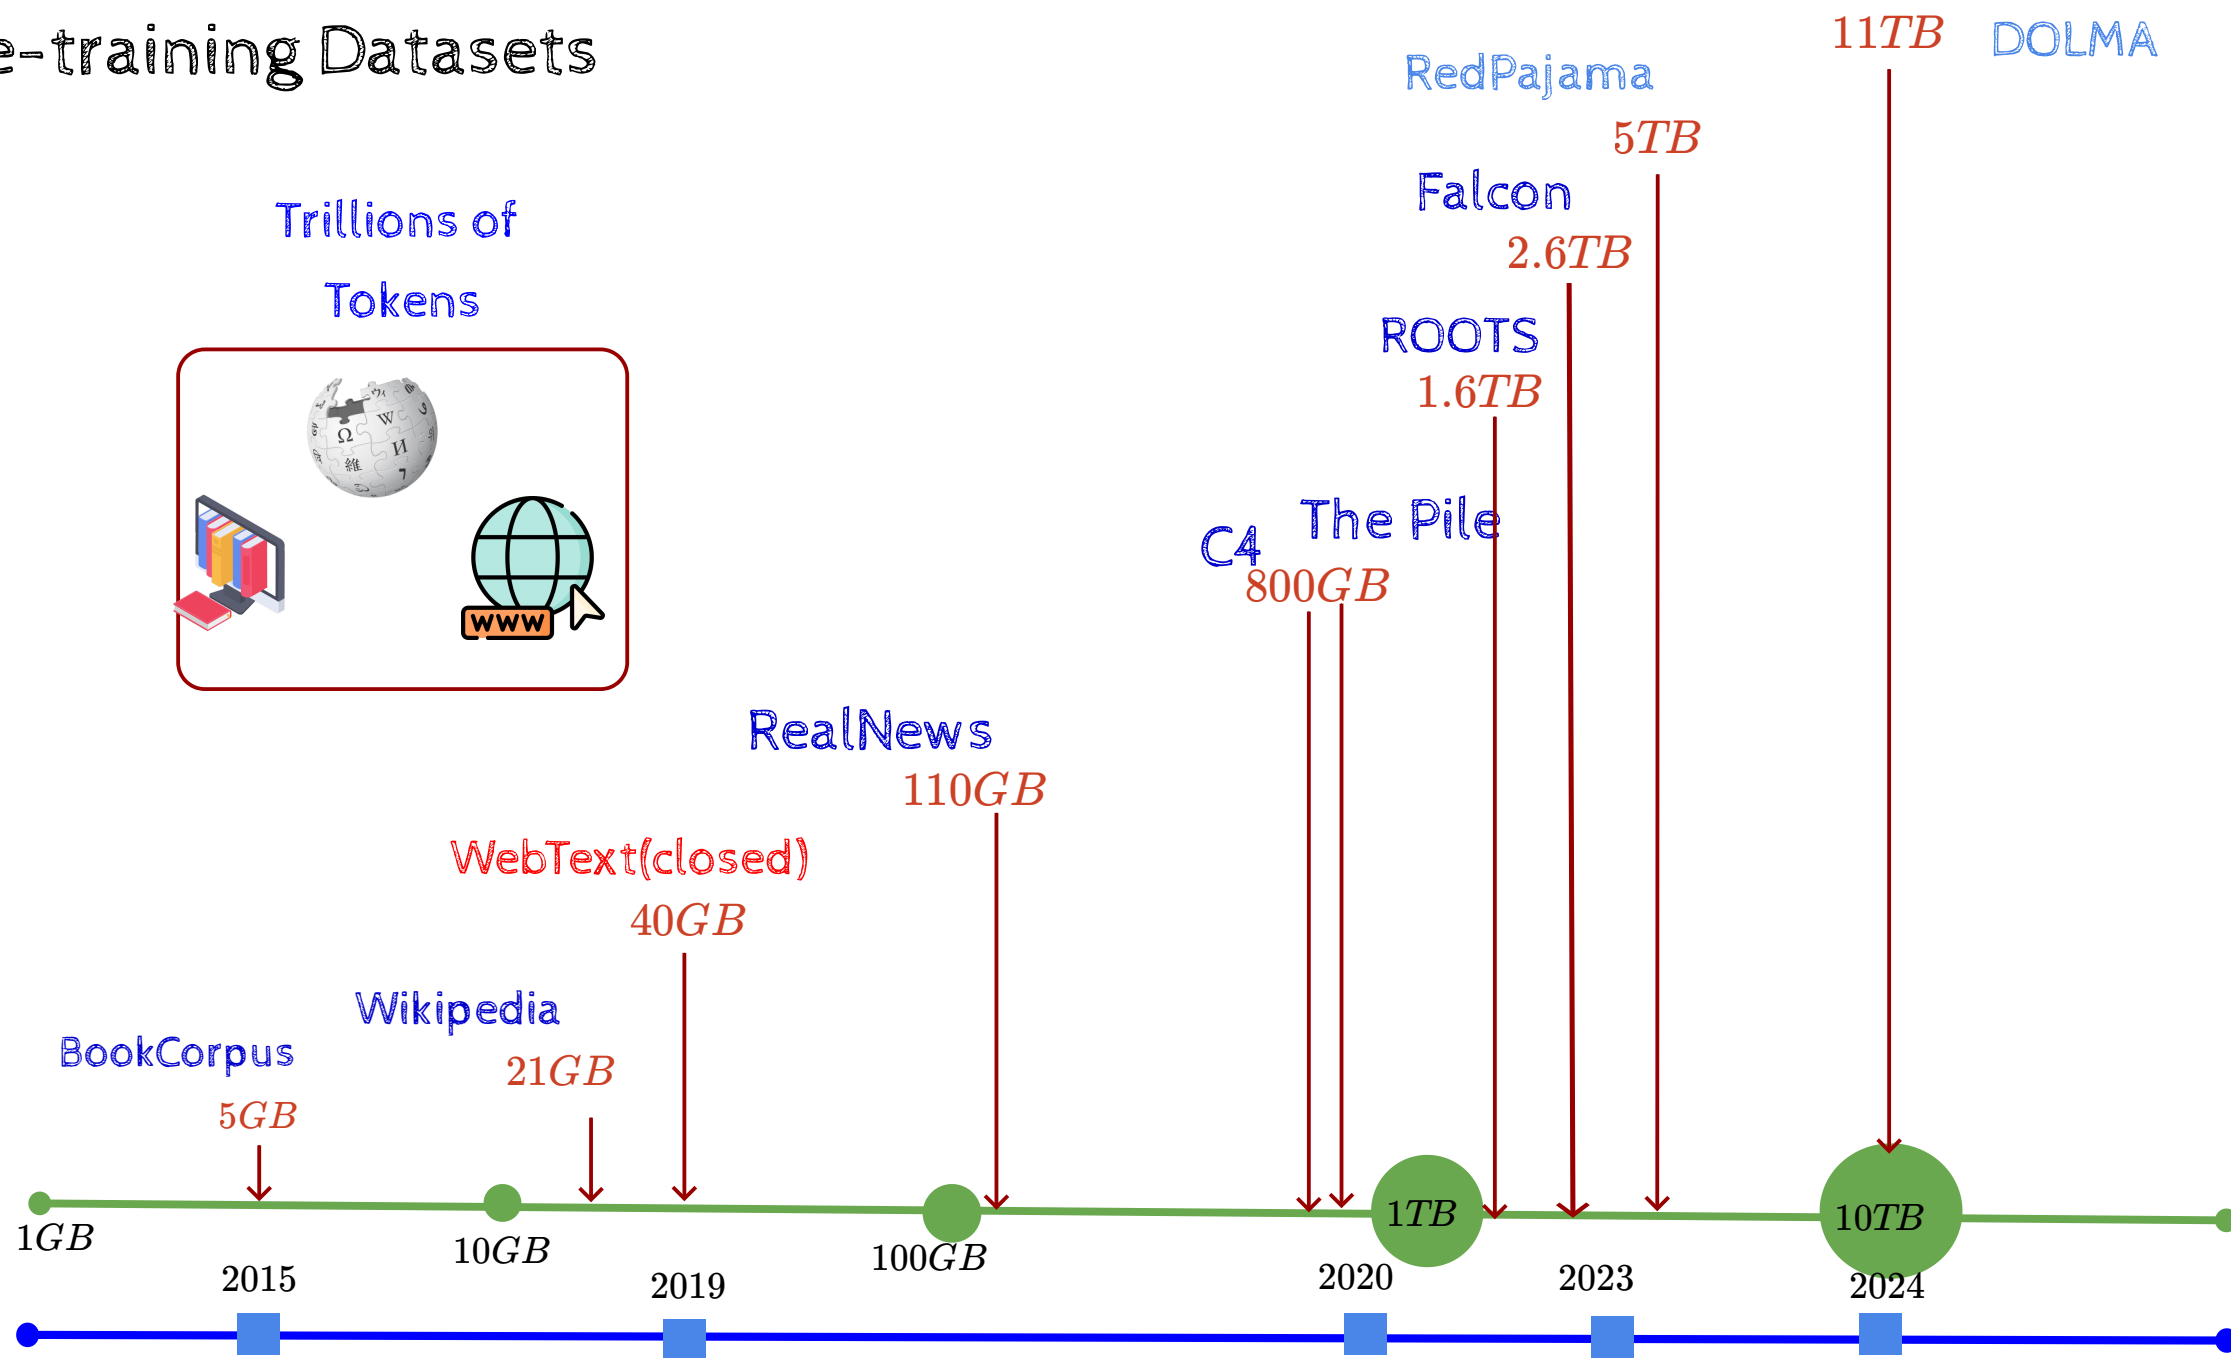 e-training Datasets
11TB
DOLMA
RedPajama
5TB
Falcon
2.6TB
Trillions of
Tokens
ROOTS
1.6TB
The Pile
C4
800GB
WWW
RealNews
110GB
WebText(closed)
40GB
Wikipedia
BookCorpus
21GB
5GB
1GB
10GB
100GB
1TB
10TB
2015
2019
2020
2023
2024
Ω
W
И
維